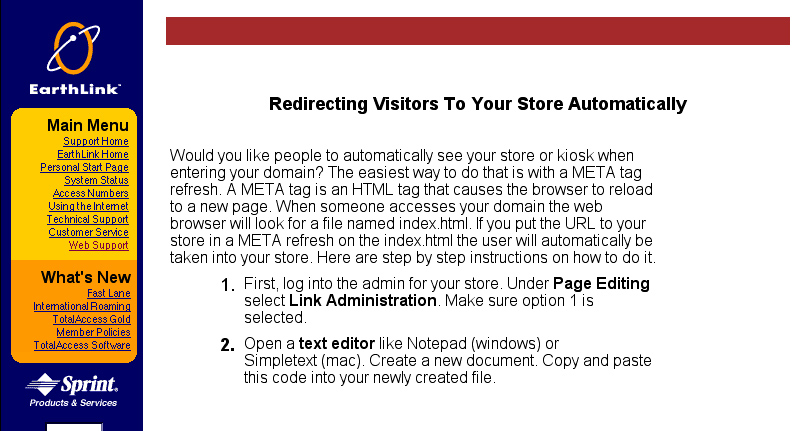 EarthLink™
Main Menu
Support Home
EarthLink Home
Personal Start Page
System Status
Access Numbers
Using the Internet
Technical Support
Customer Service
Web Support
What's New
Fast Lane
International Roaming
TotalAccess Gold
Member Policies
TotalAccess Software
Sprint.
Products & Services
Redirecting Visitors To Your Store Automatically
Would you like people to automatically see your store or kiosk when
entering your domain? The easiest way to do that is with a META tag
refresh. A META tag is an HTML tag that causes the browser to reload
to a new page. When someone accesses your domain the web
browser will look for a file named index.html. If you put the URL to your
store in a META refresh on the index.html the user will automatically be
taken into your store. Here are step by step instructions on how to do it.
1. First, log into the admin for your store. Under Page Editing
select Link Administration. Make sure option 1 is
selected.
2. Open a text editor like Notepad (windows) or
Simpletext (mac). Create a new document. Copy and paste
this code into your newly created file.